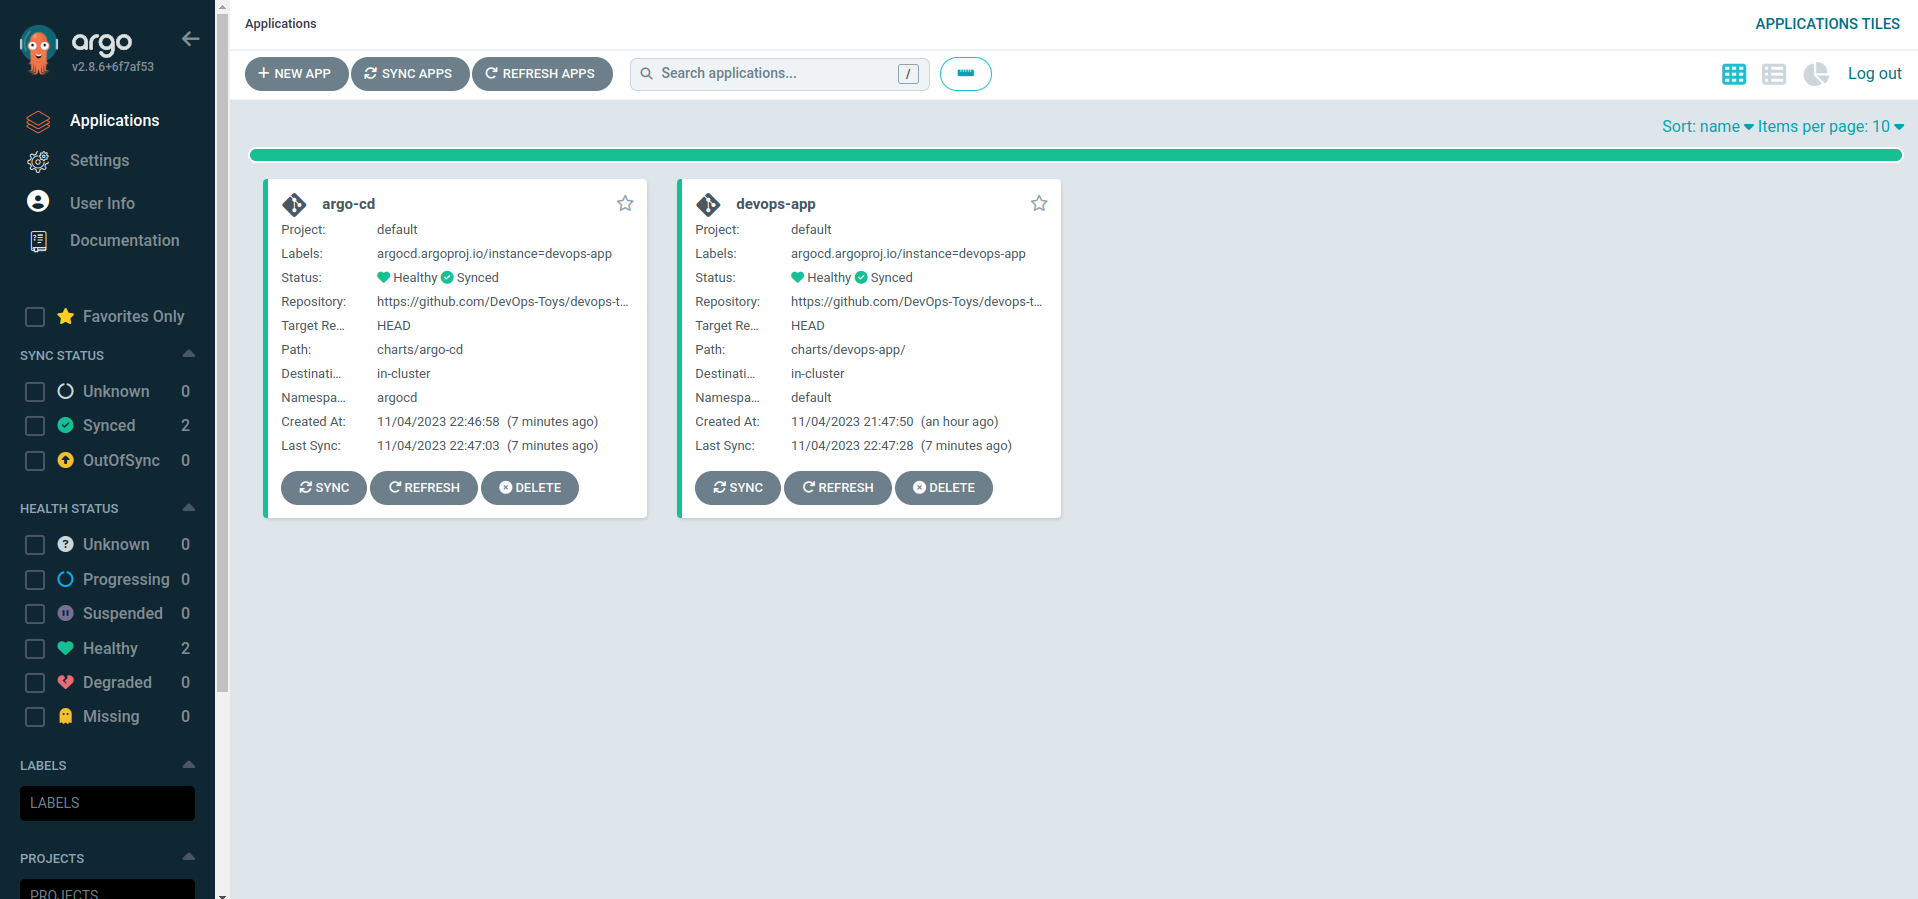 argo
v2.8.6+6f7af53
Applications
Settings
User Info
Documentation
Favorites Only
SYNC STATUS
Unknown 0
Synced 2
OutOfSync 0
HEALTH STATUS
Unknown 0
Progressing 0
Suspended 0
Healthy 2
Degraded 0
Missing 0
LABELS
LABELS
PROJECTS
PROJECTS
Applications
APPLICATIONS TILES
+ NEW APP SYNC APPS REFRESH APPS Search applications... / Log out
Sort: name Items per page: 10
argo-cd
Project: default
Labels: argocd.argoproj.io/instance=devops-app
Status: Healthy Synced
Repository: https://github.com/DevOps-Toys/devops-t...
Target Re... HEAD
Path: charts/argo-cd
Destinati... in-cluster
Namespa... argocd
Created At: 11/04/2023 22:46:58 (7 minutes ago)
Last Sync: 11/04/2023 22:47:03 (7 minutes ago)
SYNC REFRESH DELETE
devops-app
Project: default
Labels: argocd.argoproj.io/instance=devops-app
Status: Healthy Synced
Repository: https://github.com/DevOps-Toys/devops-t...
Target Re... HEAD
Path: charts/devops-app/
Destinati... in-cluster
Namespa... default
Created At: 11/04/2023 21:47:50 (an hour ago)
Last Sync: 11/04/2023 22:47:28 (7 minutes ago)
SYNC REFRESH DELETE